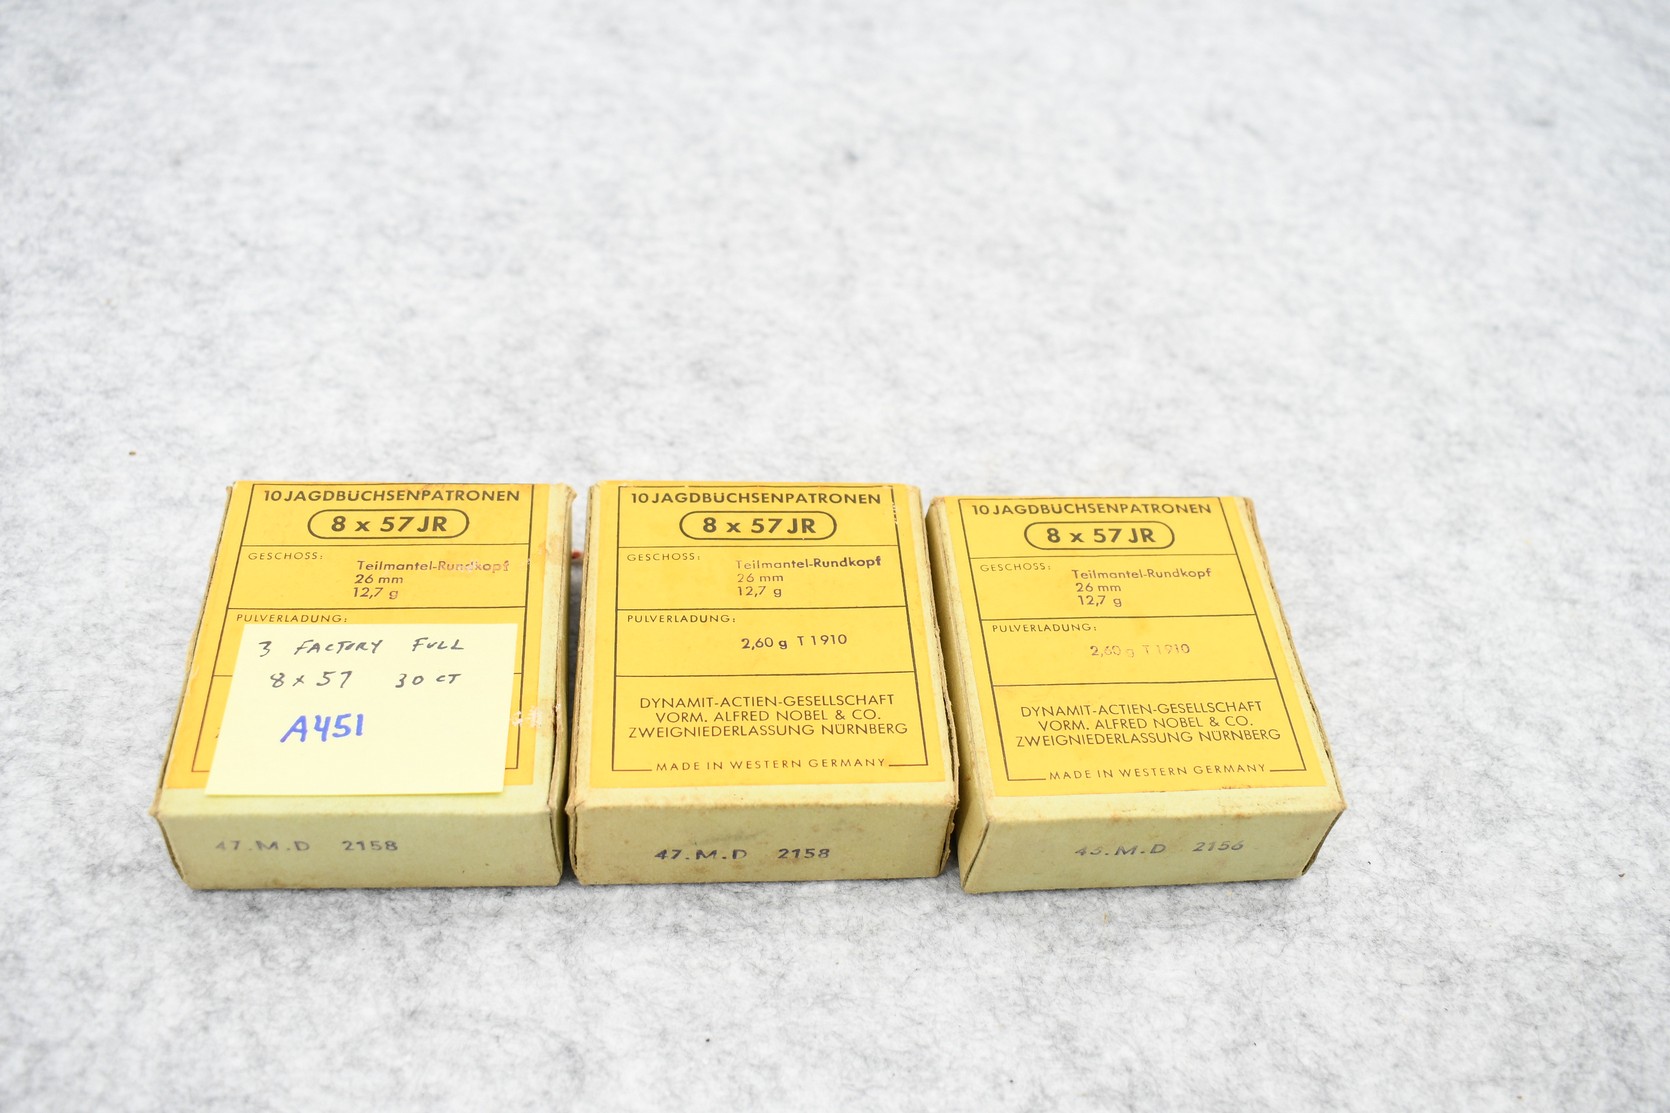 10 JAGDBÜCHSENPATRONEN
8 x 57 JR
GESCHOSS:
Teilmantel-Rundkopf
26 mm
12,7 g
PULVERLADUNG:
3 FACTORY FULL
8 x 57 30 CT
A451
47.M.D 2158
10 JAGDBÜCHSENPATRONEN
8 x 57 JR
GESCHOSS:
Teilmantel-Rundkopf
26 mm
12,7 g
PULVERLADUNG:
2,60 g T 1910
DYNAMIT-ACTIEN-GESELLSCHAFT
VORM. ALFRED NOBEL & CO.
ZWEIGNIEDERLASSUNG NÜRNBERG
MADE IN WESTERN GERMANY
47.M.D 2158
10 JAGDBÜCHSENPATRONEN
8 x 57 JR
GESCHOSS:
Teilmantel-Rundkopf
26 mm
12,7 g
PULVERLADUNG:
2,60 g T 1910
DYNAMIT-ACTIEN-GESELLSCHAFT
VORM. ALFRED NOBEL & CO.
ZWEIGNIEDERLASSUNG NÜRNBERG
MADE IN WESTERN GERMANY
2156